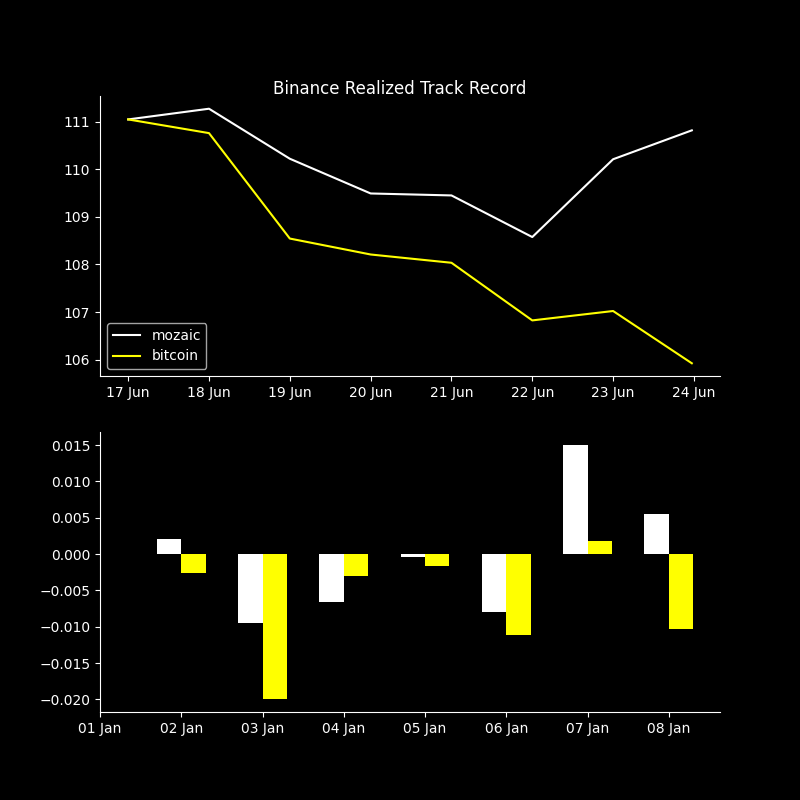 Binance Realized Track Record
111
110
109
108
107
106
mozaic
bitcoin
17 Jun 18 Jun 19 Jun 20 Jun 21 Jun 22 Jun 23 Jun 24 Jun
0.015
0.010
0.005
0.000
−0.005
−0.010
−0.015
−0.020
01 Jan 02 Jan 03 Jan 04 Jan 05 Jan 06 Jan 07 Jan 08 Jan